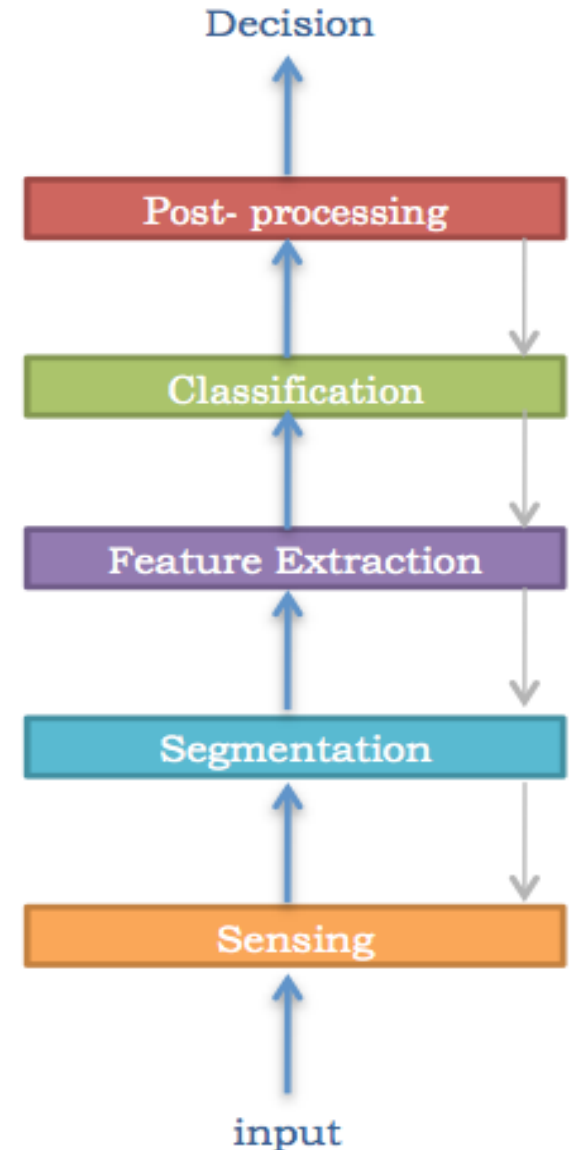 Decision
Post- processing
Classification
Feature Extraction
Segmentation
Sensing
input